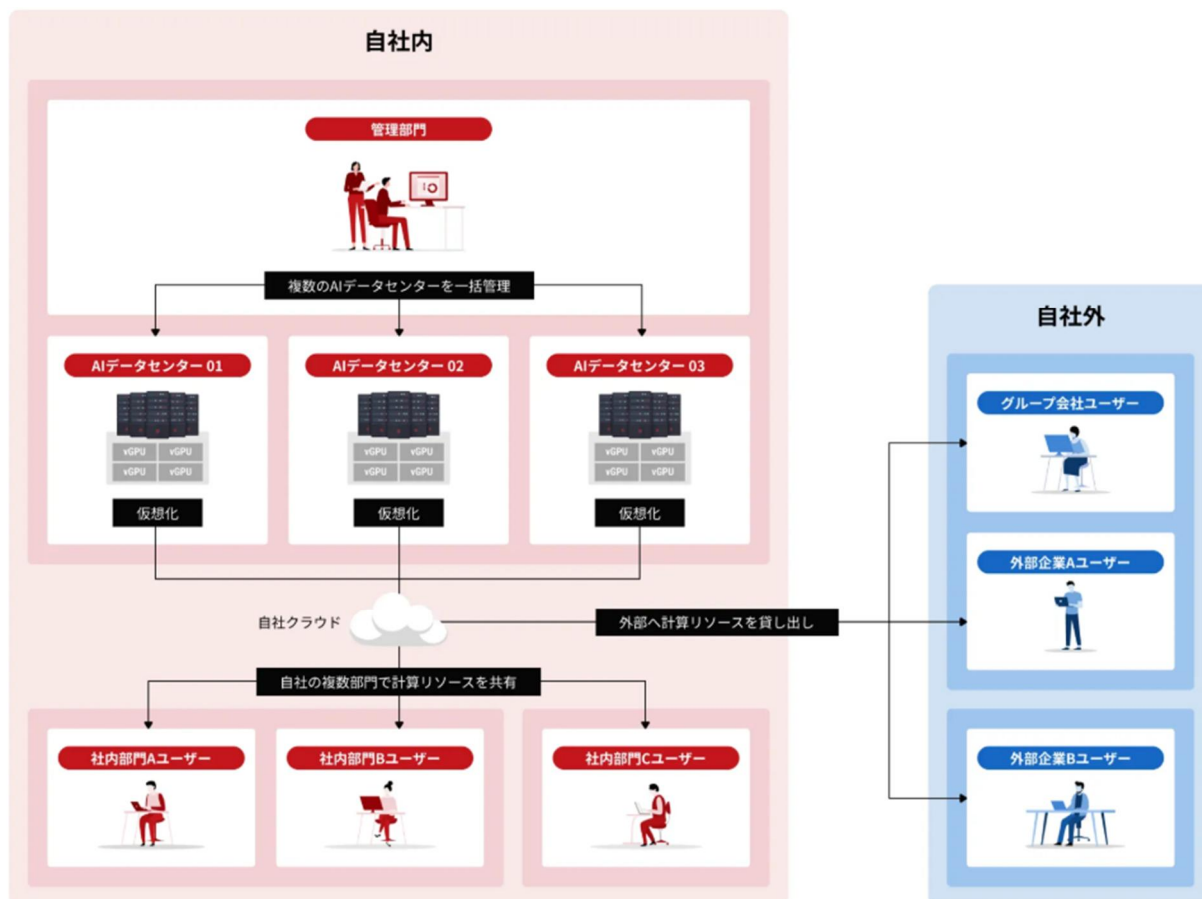 自社内
管理部門
複数のAIデータセンターを一括管理
AIデータセンター 01
AIデータセンター 02
AIデータセンター 03
vGPU vGPU
vGPU vGPU
vGPU vGPU
vGPU vGPU
vGPU vGPU
vGPU vGPU
仮想化
仮想化
仮想化
自社クラウド
外部へ計算リソースを貸し出し
自社の複数部門で計算リソースを共有
社内部門Aユーザー
社内部門Bユーザー
社内部門Cユーザー
自社外
グループ会社ユーザー
外部企業Aユーザー
外部企業Bユーザー